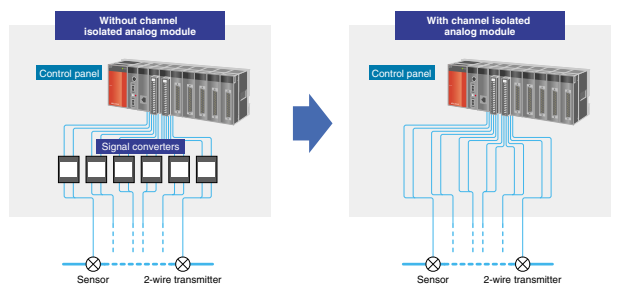 Without channel
isolated analog module
Control panel
Signal converters
Sensor
2-wire transmitter
With channel isolated
analog module
Control panel
Sensor
2-wire transmitter